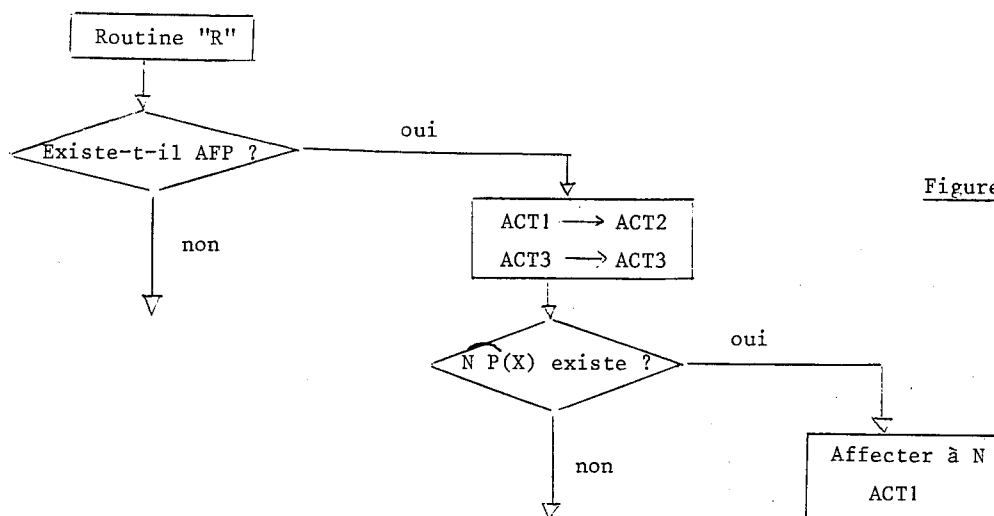 Routine "R"
Existe-t-il AFP ?
oui
non
Figure
ACT1 → ACT2
ACT3 → ACT3
N P(X) existe ?
oui
non
Affecter à N
ACT1